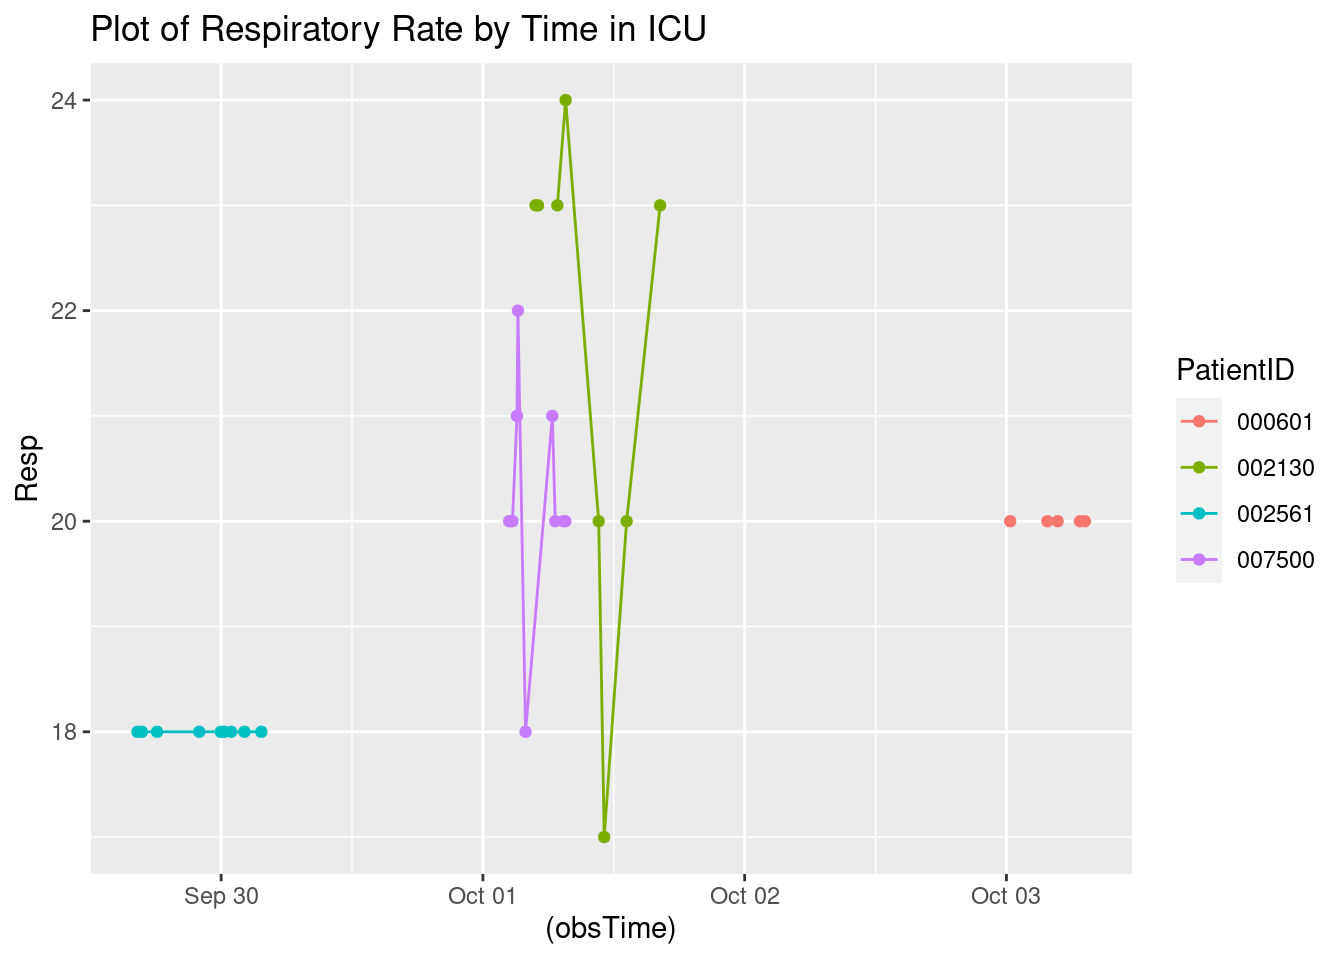 Plot of Respiratory Rate by Time in ICU
24
22
20
18
Resp
Sep 30
Oct 01
Oct 02
Oct 03
(obsTime)
PatientID
000601
002130
002561
007500